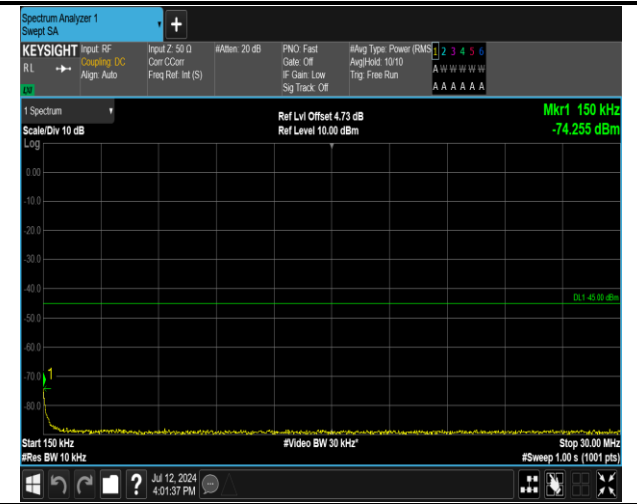 Spectrum Analyzer 1
Swept SA
+
KEYSIGHT Input: RF Input Z: 50 Ω #Atten: 20 dB PNO: Fast #Avg Type: Power (RMS 1 2 3 4 5 6
RL Coupling: DC Corr CCorr Gate: Off Avg|Hold: 10/10 A W W W W W
Align: Auto Freq Ref: Int (S) IF Gain: Low Trig: Free Run
Sig Track: Off A A A A A A
1 Spectrum Ref Lvl Offset 4.73 dB Mkr1 150 kHz
Scale/Div 10 dB Ref Level 10.00 dBm -74.255 dBm
Log
0.00
-10.0
-20.0
-30.0
-40.0
DL1 -45.00 dBm
-50.0
-60.0
-70.0 1
-80.0
Start 150 kHz #Video BW 30 kHz* Stop 30.00 MHz
#Res BW 10 kHz #Sweep 1.00 s (1001 pts)
? Jul 12, 2024
4:01:37 PM